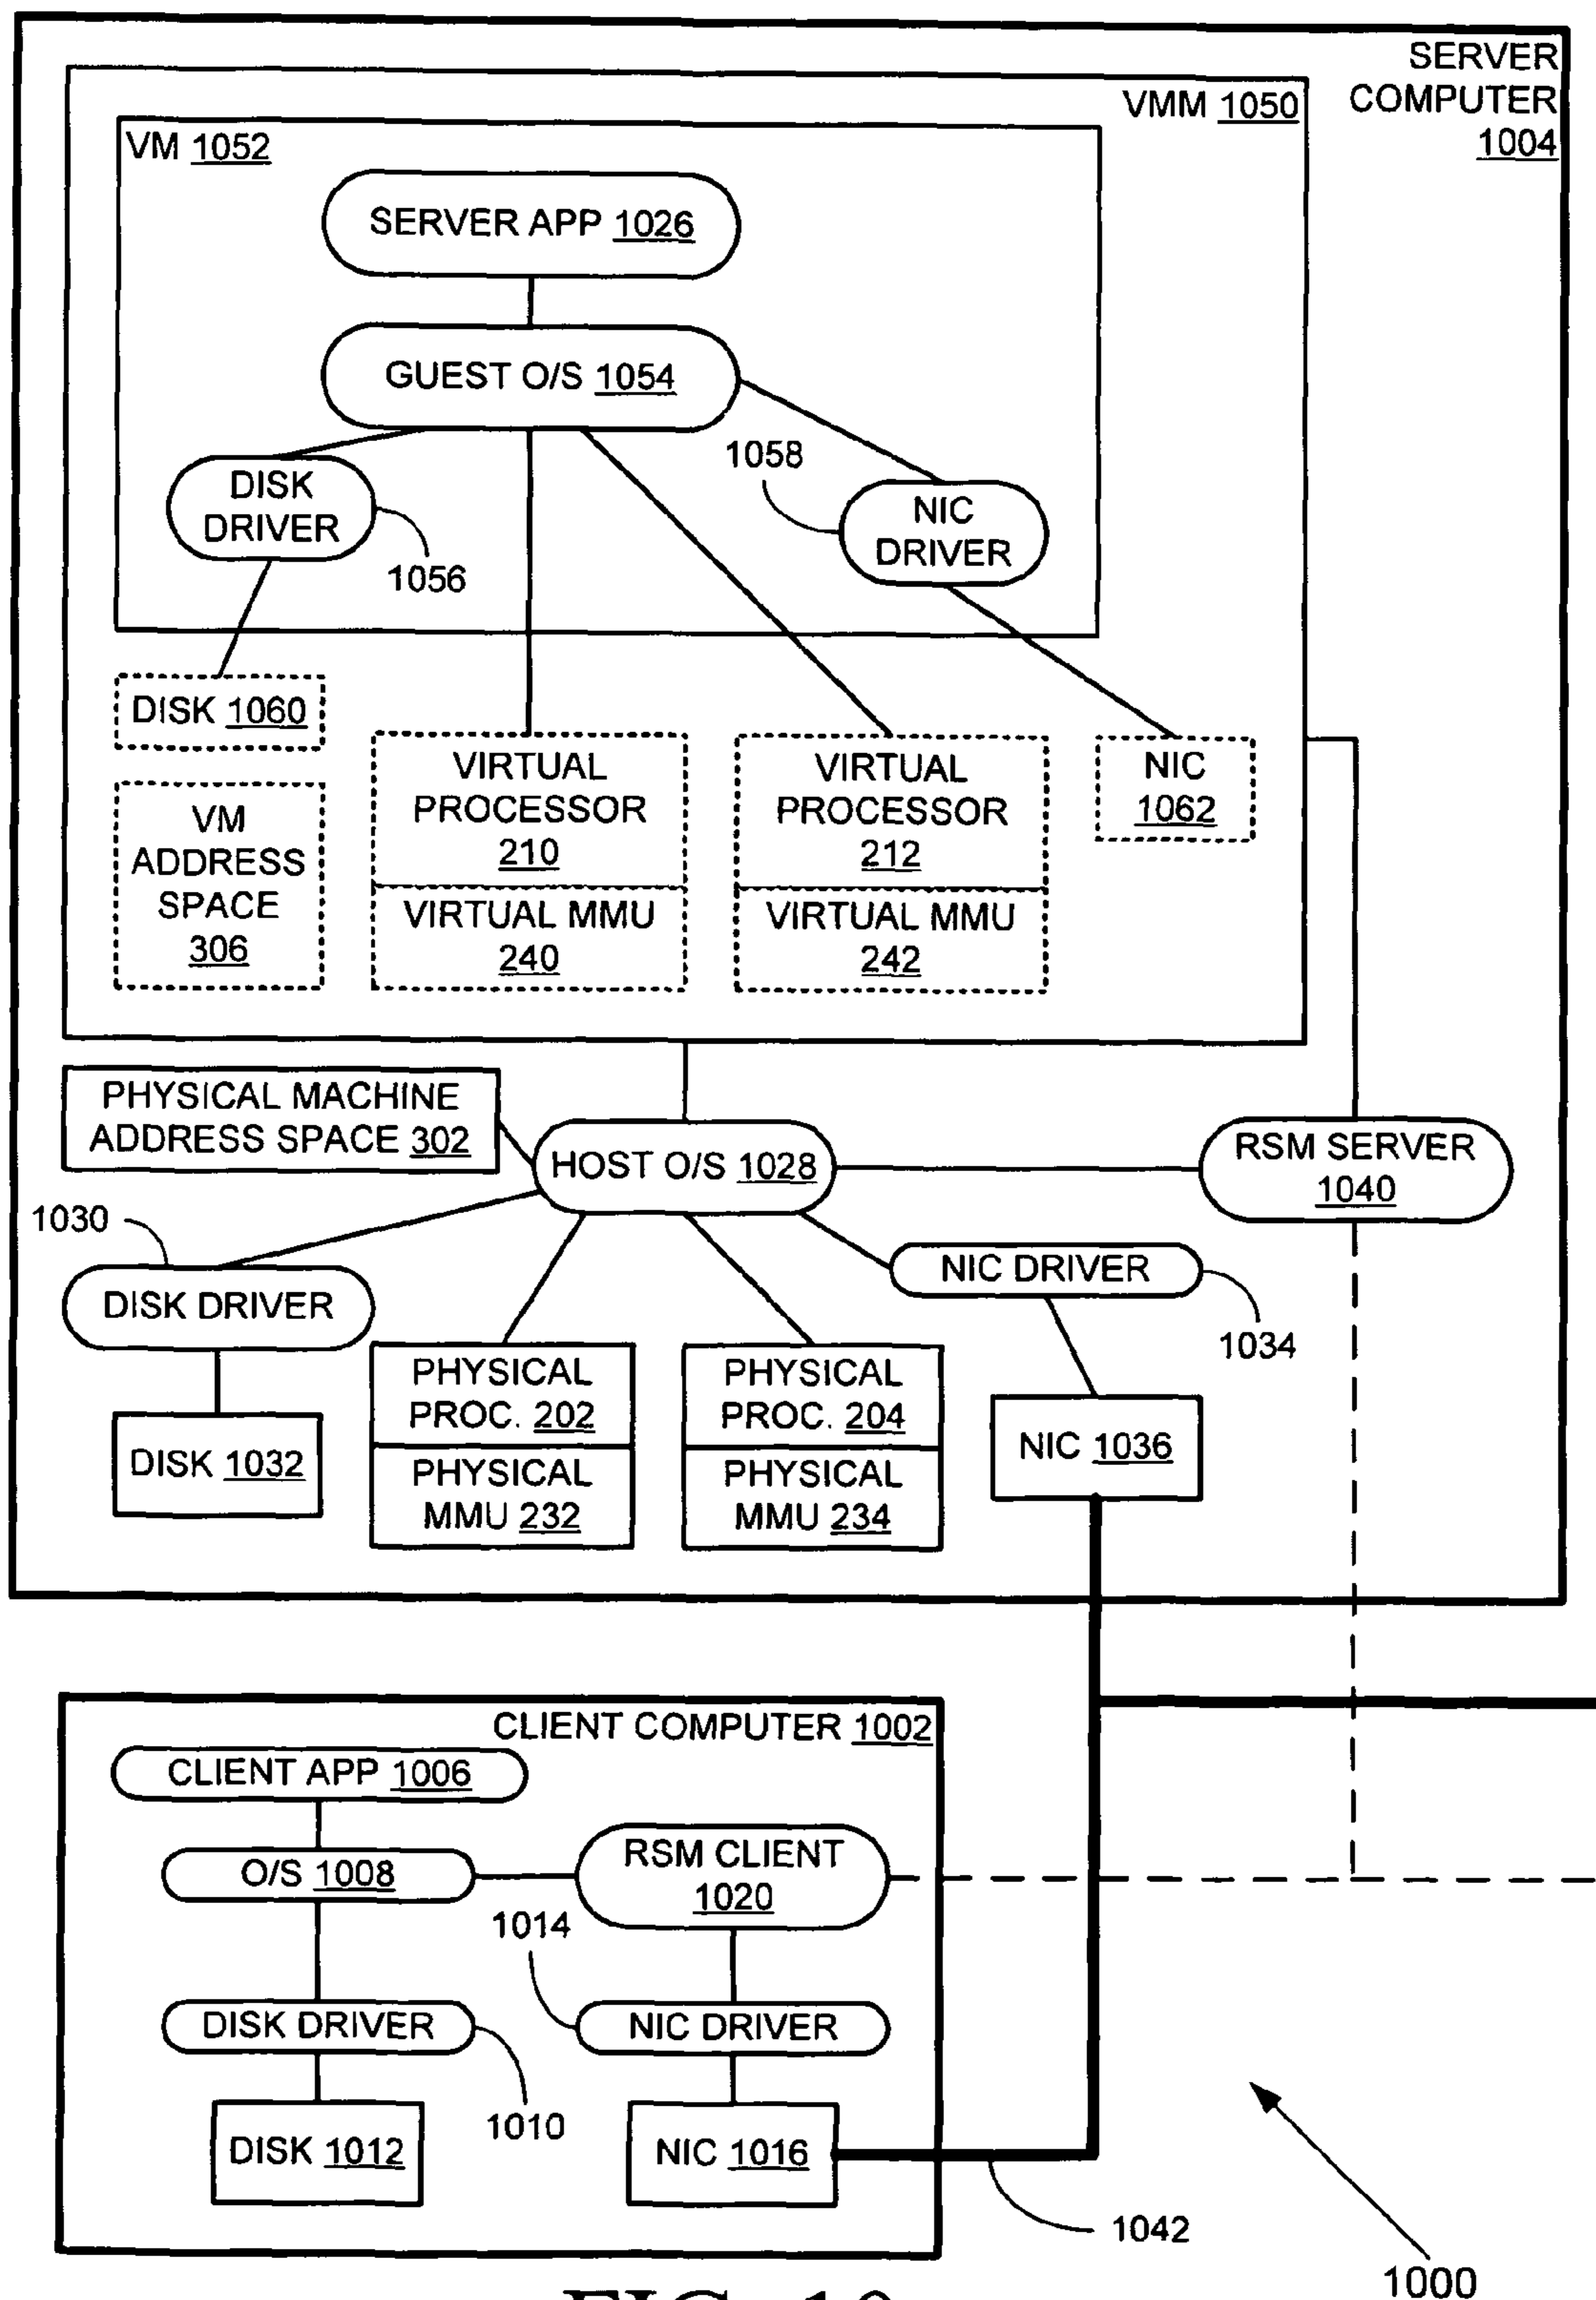 SERVER
COMPUTER
1004
VMM 1050
VM 1052
SERVER APP 1026
GUEST O/S 1054
1058
DISK
DRIVER
1056
NIC
DRIVER
DISK 1060
VM
ADDRESS
SPACE
306
VIRTUAL
PROCESSOR
210
VIRTUAL MMU
240
VIRTUAL
PROCESSOR
212
VIRTUAL MMU
242
NIC
1062
PHYSICAL MACHINE
ADDRESS SPACE 302
HOST O/S 1028
RSM SERVER
1040
1030
DISK DRIVER
NIC DRIVER
1034
DISK 1032
PHYSICAL
PROC. 202
PHYSICAL
MMU 232
PHYSICAL
PROC. 204
PHYSICAL
MMU 234
NIC 1036
CLIENT COMPUTER 1002
CLIENT APP 1006
O/S 1008
RSM CLIENT
1020
1014
DISK DRIVER
NIC DRIVER
1010
DISK 1012
NIC 1016
1042
1000
FIG. 10